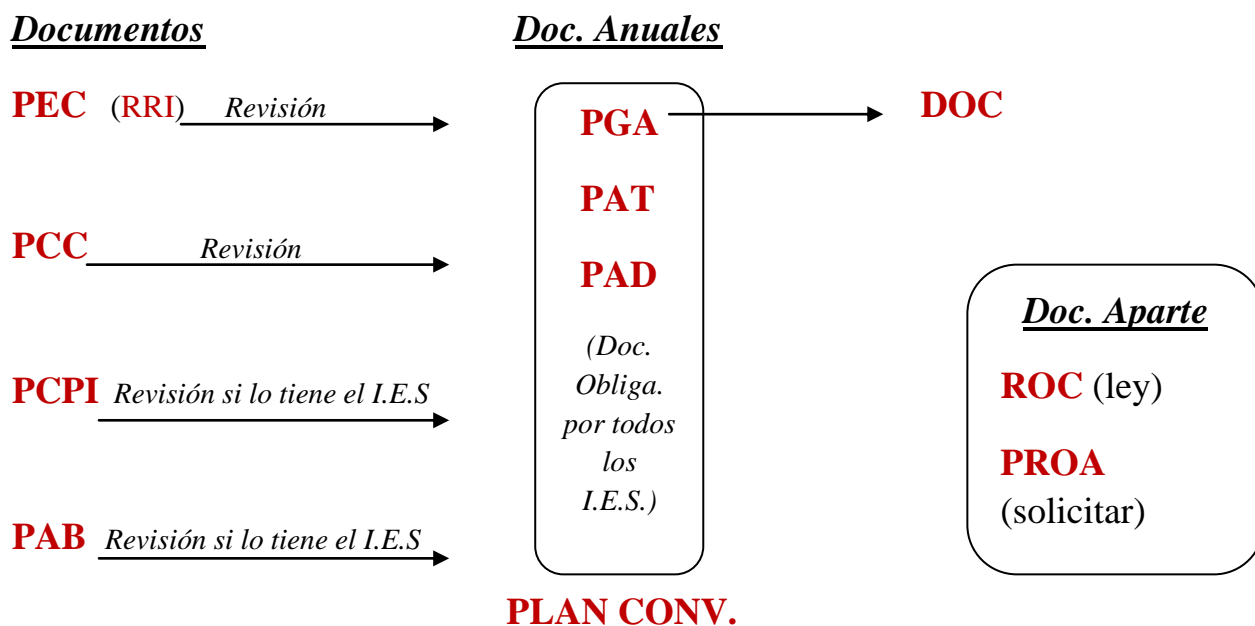 Documentos
Doc. Anuales
PEC (RRI) Revisión
PGA
DOC
PAT
PCC Revisión
PAD
(Doc.
Obliga.
por todos
los
I.E.S.)
PCPI Revisión si lo tiene el I.E.S
PAB Revisión si lo tiene el I.E.S
PLAN CONV.
Doc. Aparte
ROC (ley)
PROA
(solicitar)